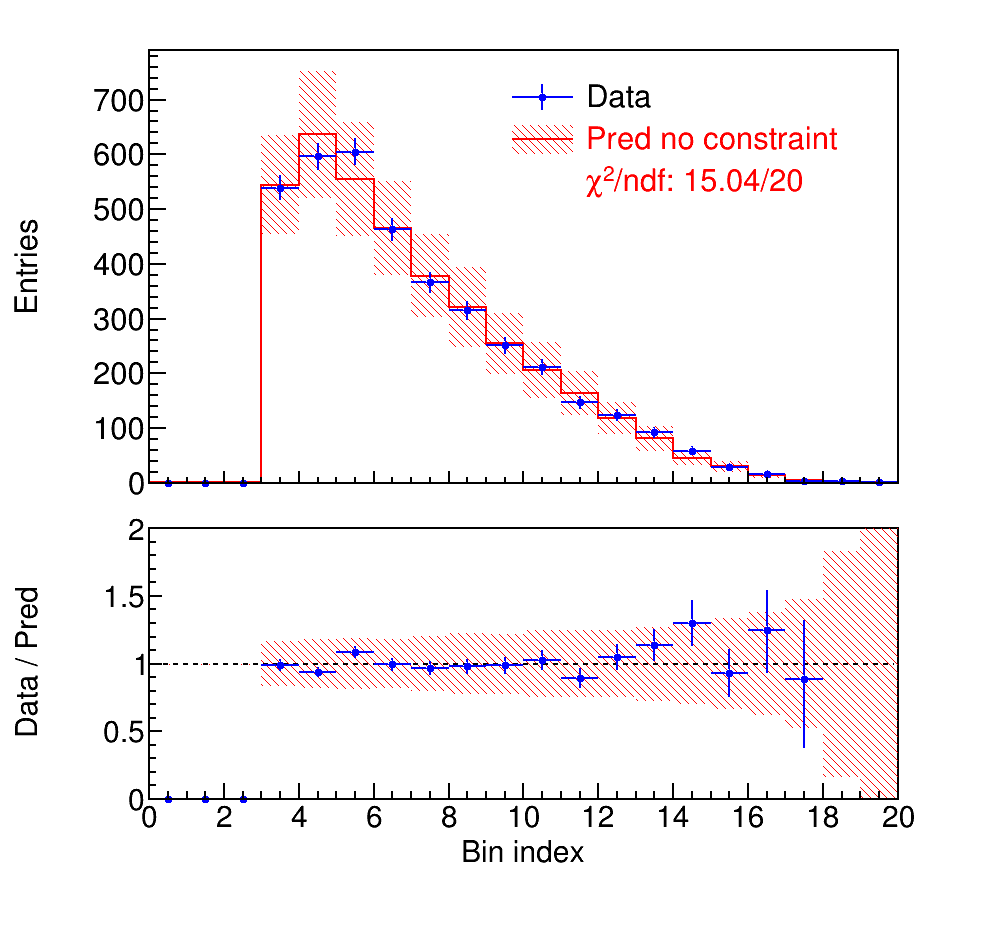 Entries
700
600
500
400
300
200
100
0
Data
Pred no constraint
χ²/ndf: 15.04/20
Data / Pred
2
1.5
1
0.5
0
0 2 4 6 8 10 12 14 16 18 20
Bin index